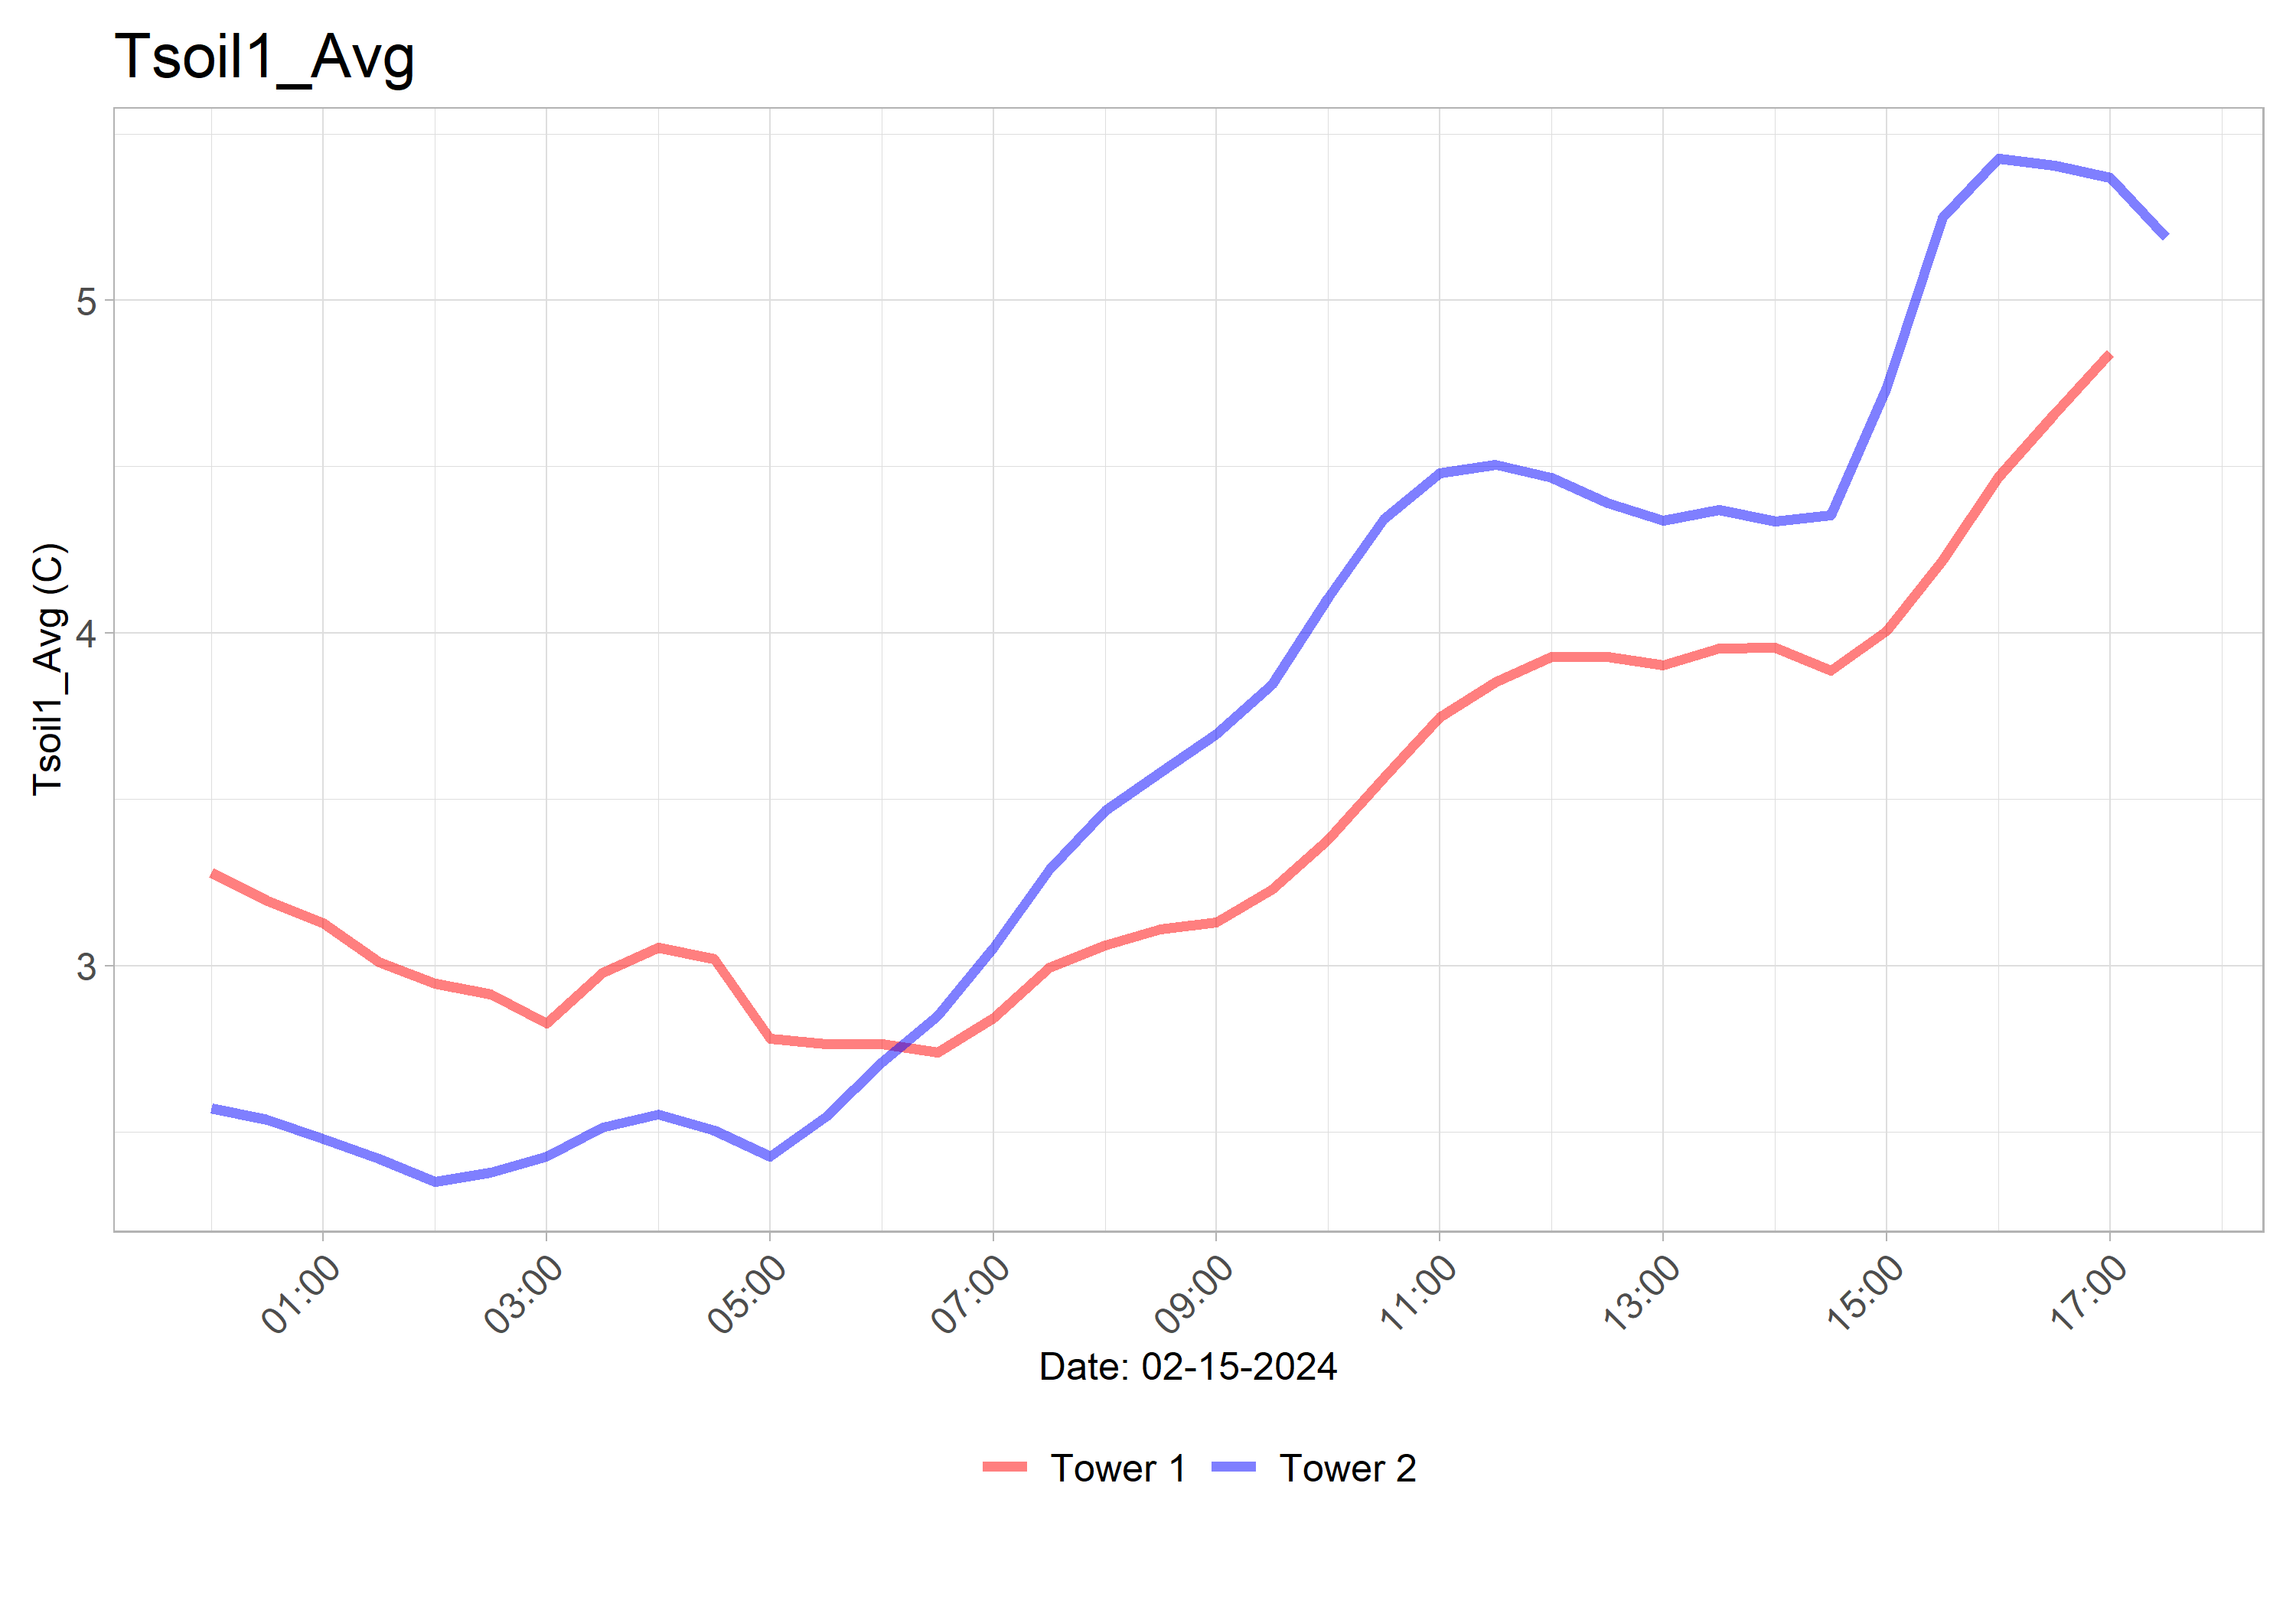 Tsoil1_Avg
Tsoil1_Avg (C)
5
4
3
01:00 03:00 05:00 07:00 09:00 11:00 13:00 15:00 17:00
Date: 02-15-2024
Tower 1 Tower 2